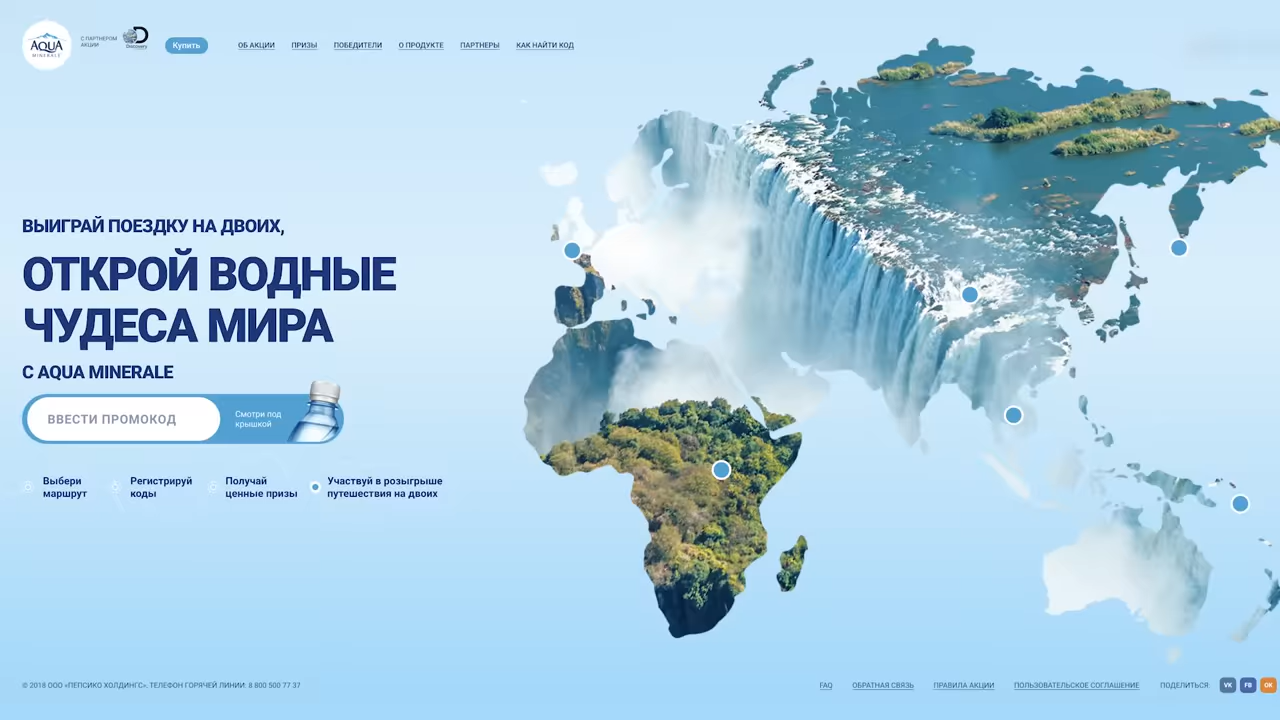 AQUA
MINERALE
С ПАРТНЕРОМ
АКЦИИ
Discovery
Купить
ОБ АКЦИИ
ПРИЗЫ
ПОБЕДИТЕЛИ
О ПРОДУКТЕ
ПАРТНЕРЫ
КАК НАЙТИ КОД
ВЫИГРАЙ ПОЕЗДКУ НА ДВОИХ,
ОТКРОЙ ВОДНЫЕ
ЧУДЕСА МИРА
С AQUA MINERALE
ВВЕСТИ ПРОМОКОД
Смотри под
крышкой
Выбери
маршрут
Регистрируй
коды
Получай
ценные призы
Участвуй в розыгрыше
путешествия на двоих
© 2018 ООО «ПЕПСИКО ХОЛДИНГС». ТЕЛЕФОН ГОРЯЧЕЙ ЛИНИИ: 8 800 500 77 37
FAQ
ОБРАТНАЯ СВЯЗЬ
ПРАВИЛА АКЦИИ
ПОЛЬЗОВАТЕЛЬСКОЕ СОГЛАШЕНИЕ
ПОДЕЛИТЬСЯ:
VK
FB
OK